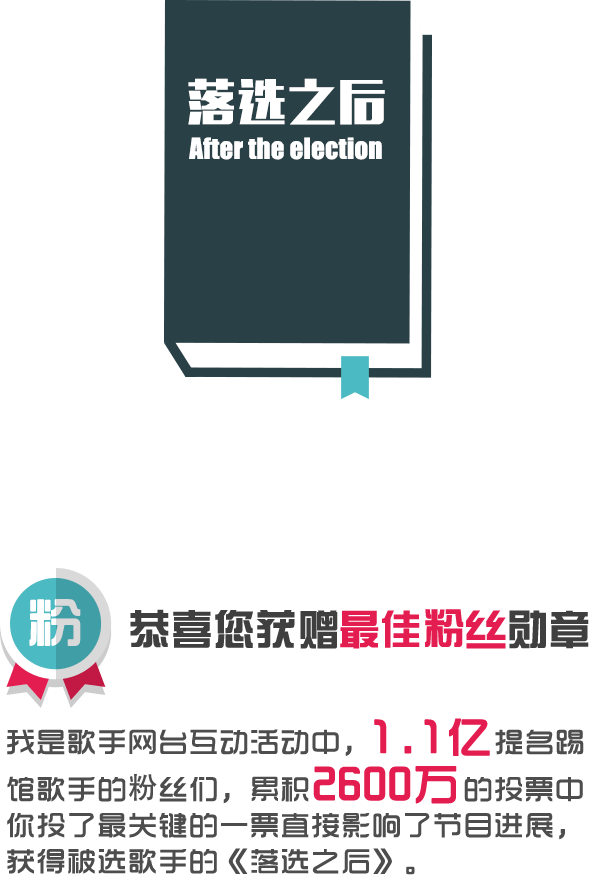 落选之后
After the election
粉
恭喜您获赠最佳粉丝勋章
我是歌手网台互动活动中，1.1亿提名踢
馆歌手的粉丝们，累积2600万的投票中
你投了最关键的一票直接影响了节目进展，
获得被选歌手的《落选之后》。